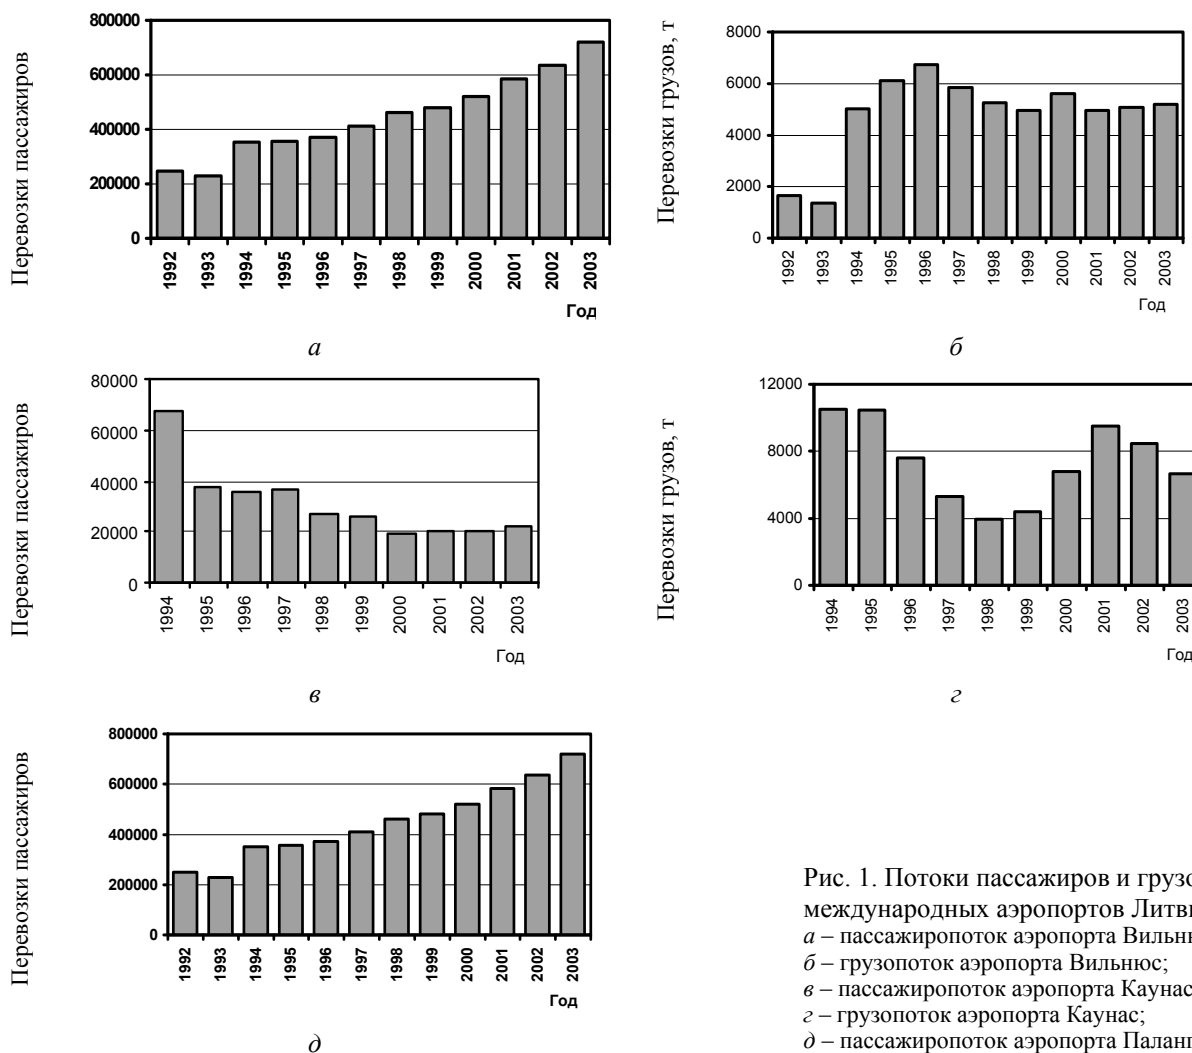 Перевозки пассажиров
800000
600000
400000
200000
0
1992 1993 1994 1995 1996 1997 1998 1999 2000 2001 2002 2003
Год
а
Перевозки грузов, т
8000
6000
4000
2000
0
1992 1993 1994 1995 1996 1997 1998 1999 2000 2001 2002 2003
Год
б
Перевозки пассажиров
80000
60000
40000
20000
0
1994 1995 1996 1997 1998 1999 2000 2001 2002 2003
Год
в
Перевозки грузов, т
12000
8000
4000
0
1994 1995 1996 1997 1998 1999 2000 2001 2002 2003
Год
г
Перевозки пассажиров
800000
600000
400000
200000
0
1992 1993 1994 1995 1996 1997 1998 1999 2000 2001 2002 2003
Год
д
Рис. 1. Потоки пассажиров и
международных аэропортов
а – пассажиропоток аэропорта
б – грузопоток аэропорта Вильнюс;
в – пассажиропоток аэропорта Каунас
г – грузопоток аэропорта Каунас;
д – пассажиропоток аэропорта